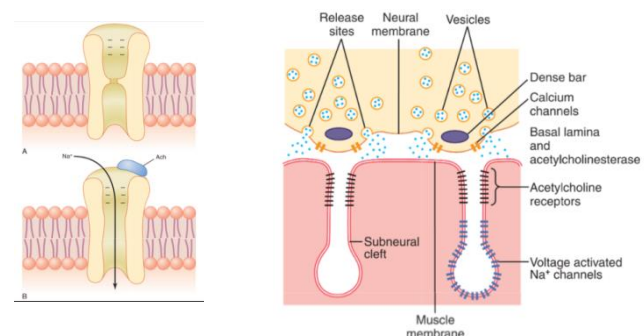 A
Na⁺
Ach
B
Release
sites
Neural
membrane
Vesicles
Dense bar
Calcium
channels
Basal lamina
and
acetylcholinesterase
Acetylcholine
receptors
Subneural
cleft
Voltage activated
Na⁺ channels
Muscle
membrane